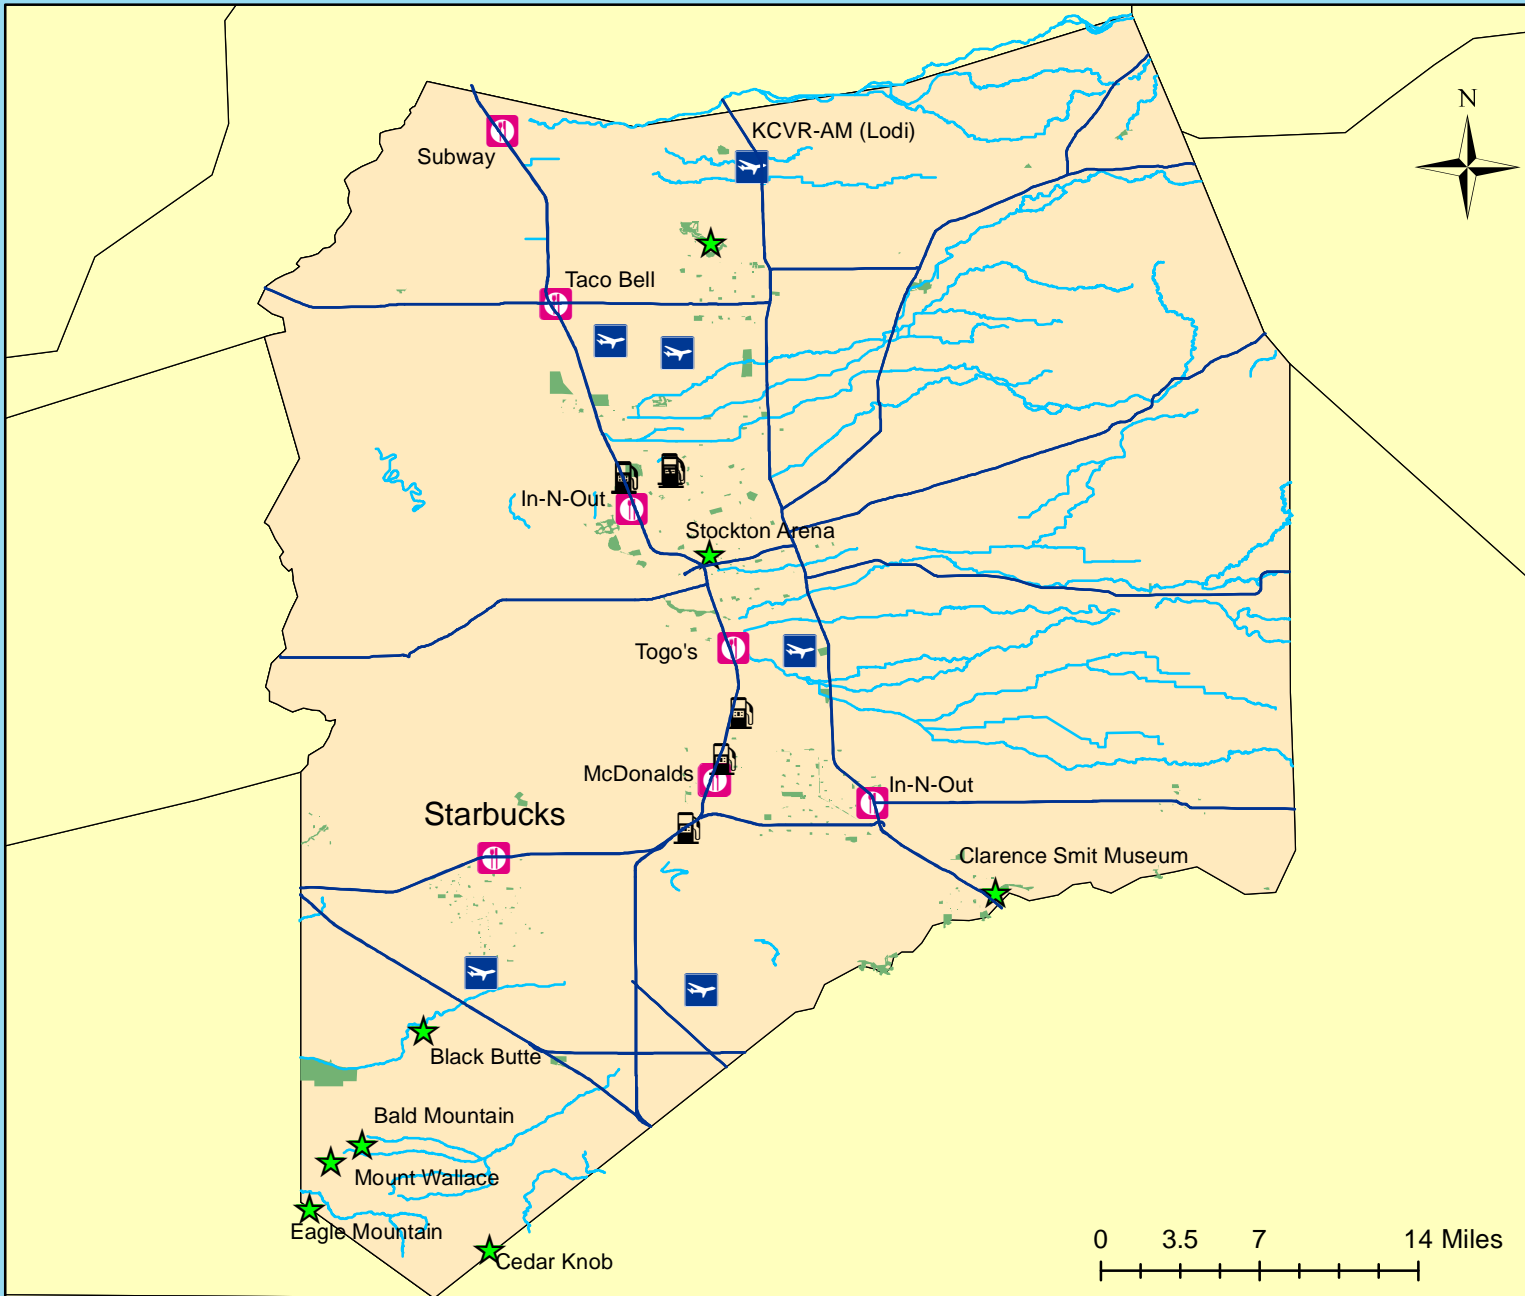 N
KCVR-AM (Lodi)
Subway
Taco Bell
In-N-Out
Stockton Arena
Togo's
McDonalds
In-N-Out
Starbucks
Clarence Smit Museum
Black Butte
Bald Mountain
Mount Wallace
Eagle Mountain
Cedar Knob
0 3.5 7 14 Miles